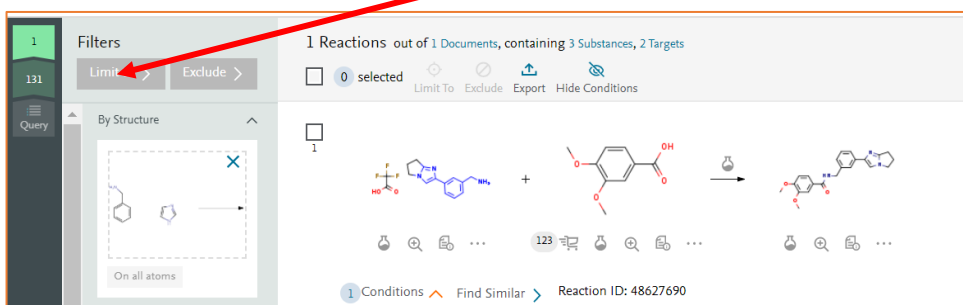 1
131
Query
Filters
Limit
Exclude
By Structure
On all atoms
1 Reactions out of 1 Documents, containing 3 Substances, 2 Targets
0 selected
Limit To Exclude Export Hide Conditions
1
F
F
F
HO
O
N
N
NH₂
+
O
O
OH
O
123
1 Conditions Find Similar Reaction ID: 48627690